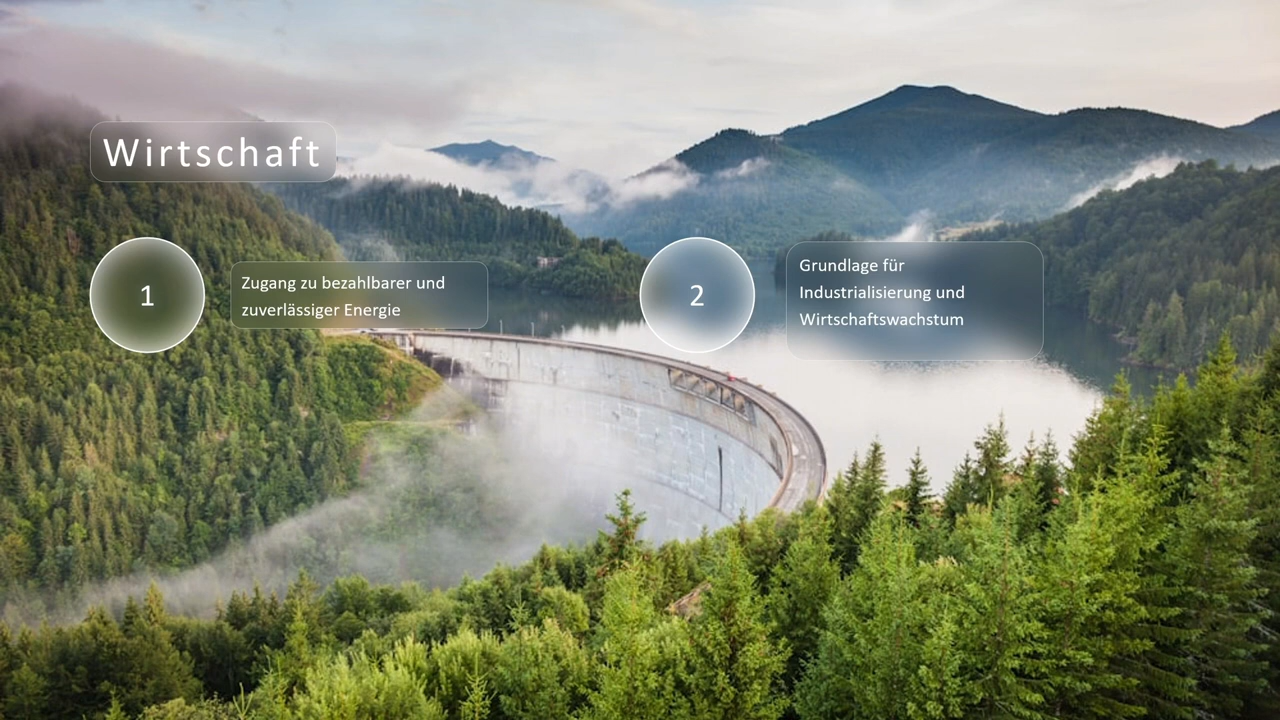 Wirtschaft
1
Zugang zu bezahlbarer und
zuverlässiger Energie
2
Grundlage für
Industrialisierung und
Wirtschaftswachstum